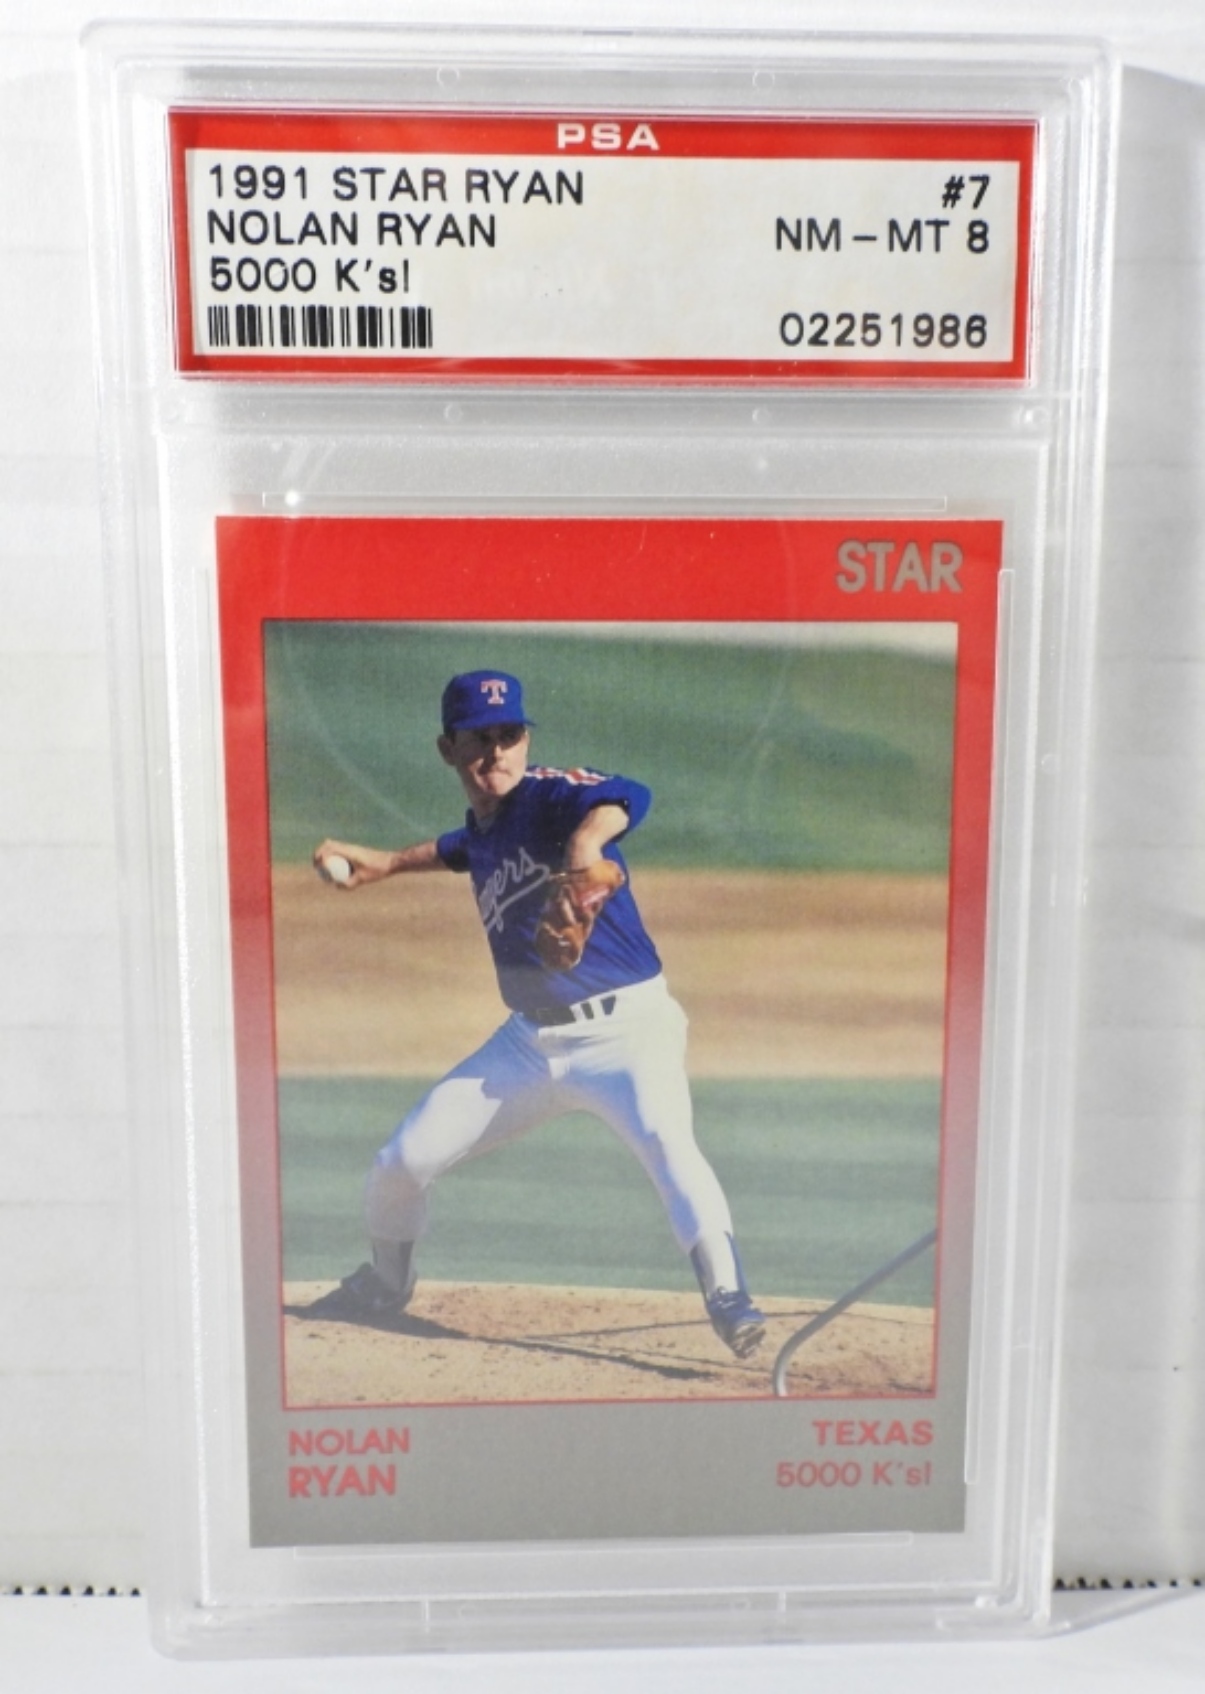 PSA
1991 STAR RYAN #7
NOLAN RYAN NM-MT 8
5000 K's!
02251986
STAR
T
NOLAN TEXAS
RYAN 5000 K's!